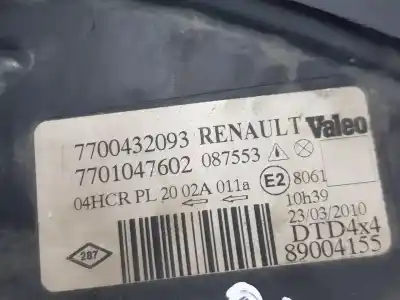 7700432093 RENAULT Valeo
7701047602 087553
E2 8061
04HCR PL 20 02A 011a
10h39
23/03/2010
DTD4x4
287
89004155